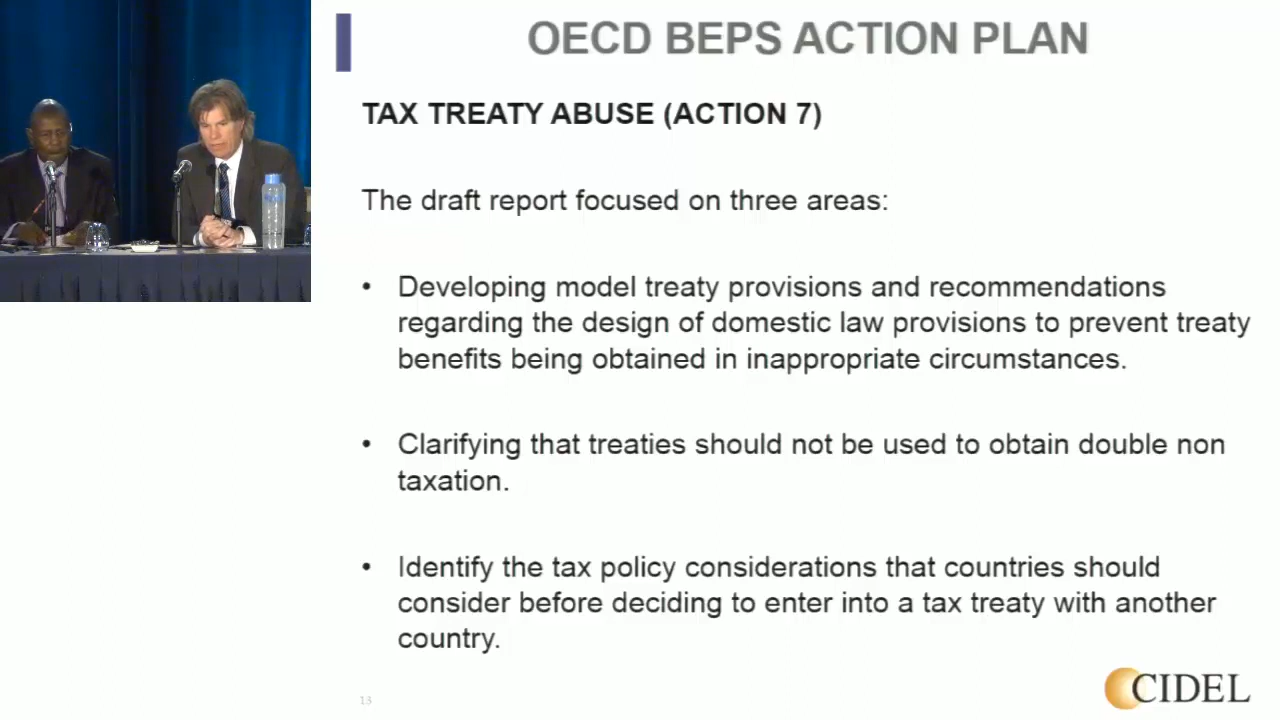 OECD BEPS ACTION PLAN
TAX TREATY ABUSE (ACTION 7)
The draft report focused on three areas:
• Developing model treaty provisions and recommendations
regarding the design of domestic law provisions to prevent treaty
benefits being obtained in inappropriate circumstances.
• Clarifying that treaties should not be used to obtain double non
taxation.
• Identify the tax policy considerations that countries should
consider before deciding to enter into a tax treaty with another
country.
13
CIDEL